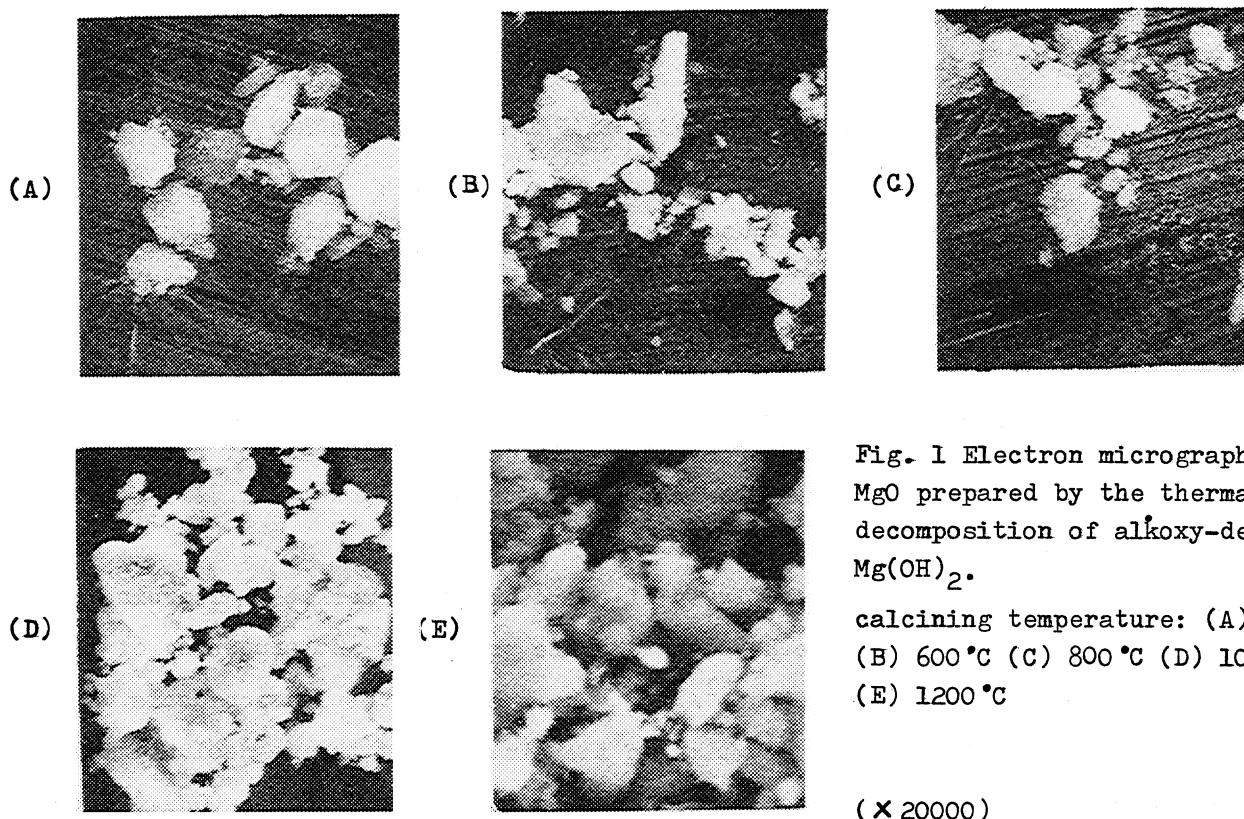 (A)
(B)
(C)
(D)
(E)
Fig. 1 Electron micrograph
MgO prepared by the therma
decomposition of alkoxy-de
Mg(OH)2.
calcining temperature: (A)
(B) 600°C (C) 800°C (D) 10
(E) 1200°C
(× 20000)